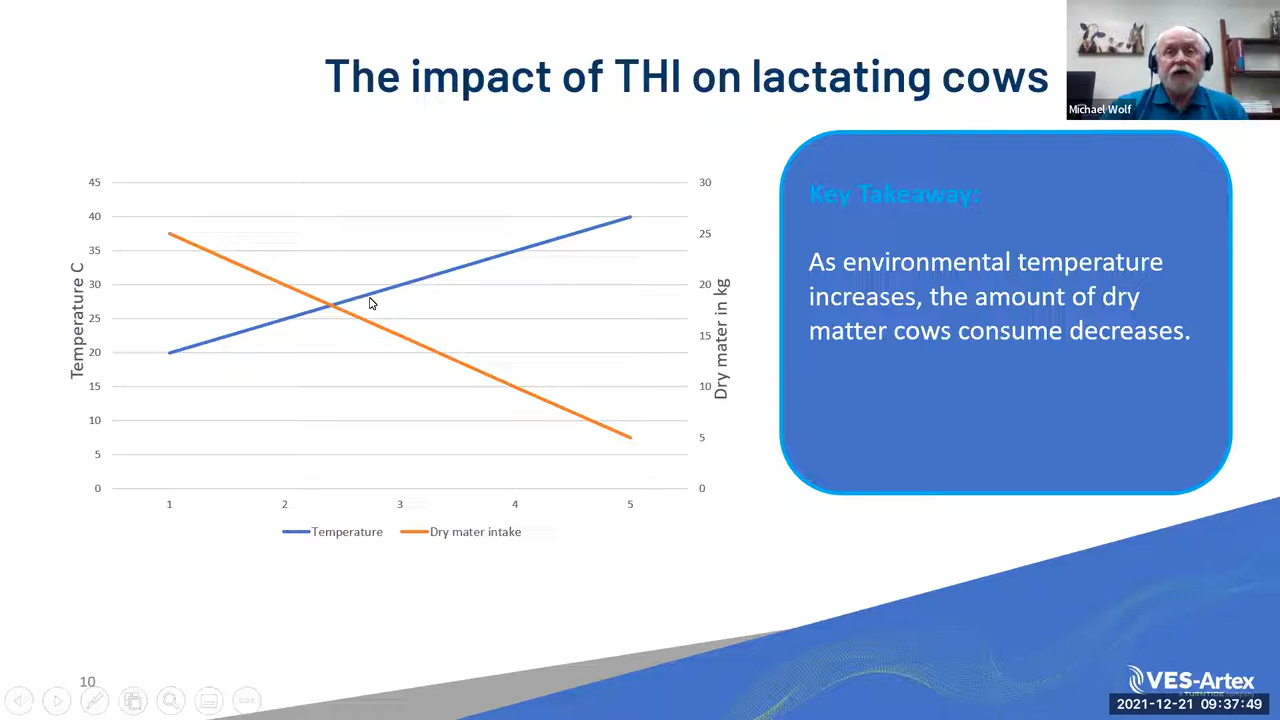 The impact of THI on lactating cows
Michael Wolf
Key Takeaway:
As environmental temperature
increases, the amount of dry
matter cows consume decreases.
Temperature C
45
40
35
30
25
20
15
10
5
0
30
25
20
15
10
5
0
Dry mater in kg
1 2 3 4 5
Temperature Dry mater intake
10
VES-Artex
A TURNTIDE company
2021-12-21 09:37:49